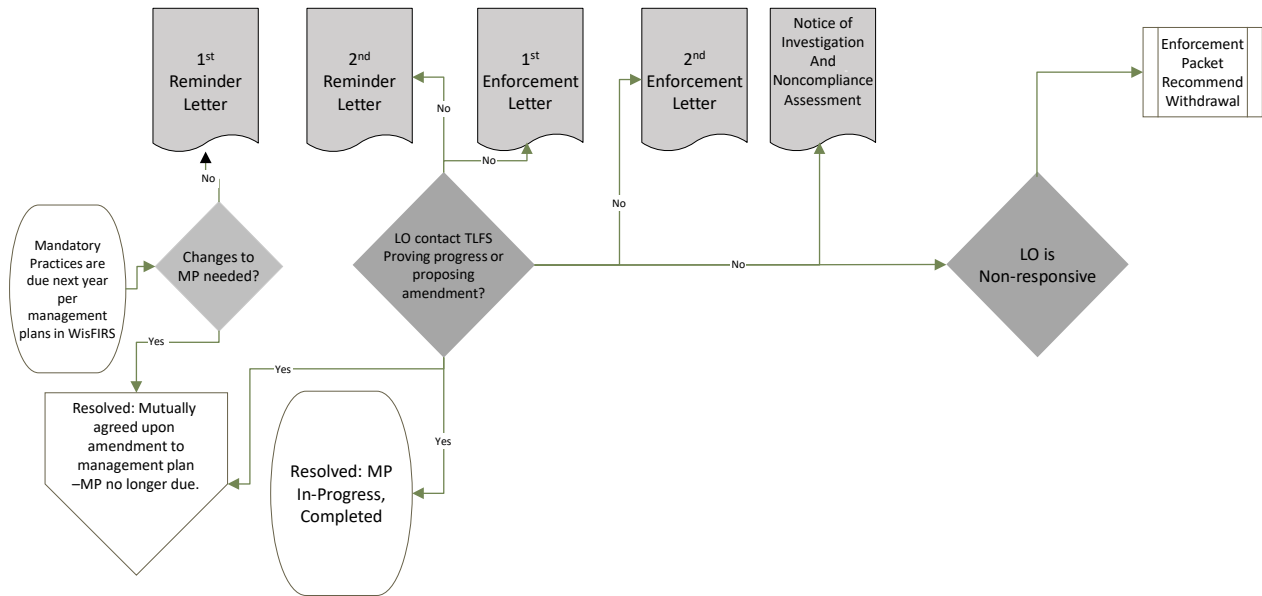 1st
Reminder
Letter
2nd
Reminder
Letter
1st
Enforcement
Letter
2nd
Enforcement
Letter
Notice of
Investigation
And
Noncompliance
Assessment
Enforcement
Packet
Recommend
Withdrawal
No
No
No
No
No
Mandatory
Practices are
due next year
per
management
plans in WisFIRS
Changes to
MP needed?
LO contact TLFS
Proving progress or
proposing
amendment?
LO is
Non-responsive
Yes
Yes
Yes
Resolved: Mutually
agreed upon
amendment to
management plan
–MP no longer due.
Resolved: MP
In-Progress,
Completed